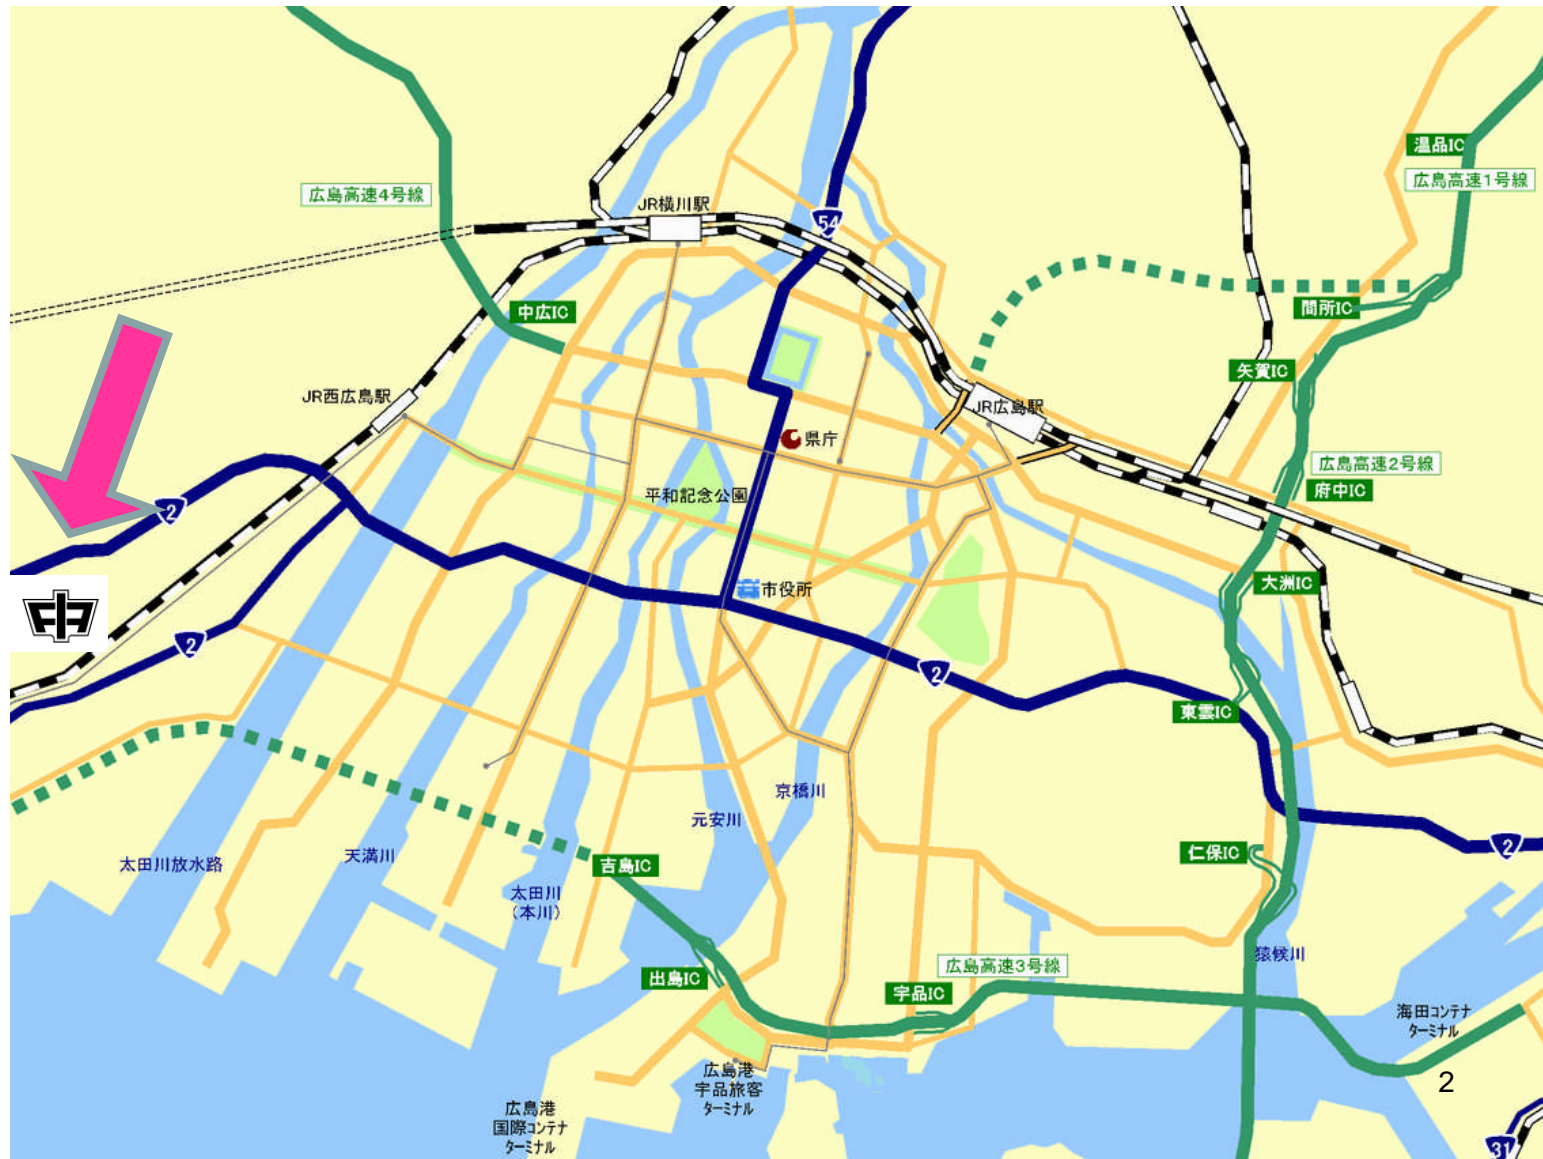 温品IC
広島高速1号線
広島高速4号線
JR横川駅
54
中広IC
間所IC
矢賀IC
JR西広島駅
JR広島駅
県庁
広島高速2号線
府中IC
平和記念公園
2
大洲IC
市役所
2
2
東雲IC
京橋川
元安川
2
仁保IC
天満川
太田川放水路
吉島IC
太田川
(本川)
猿候川
広島高速3号線
出島IC
宇品IC
海田コンテナ
ターミナル
広島港
宇品旅客
ターミナル
2
広島港
国際コンテナ
ターミナル
31